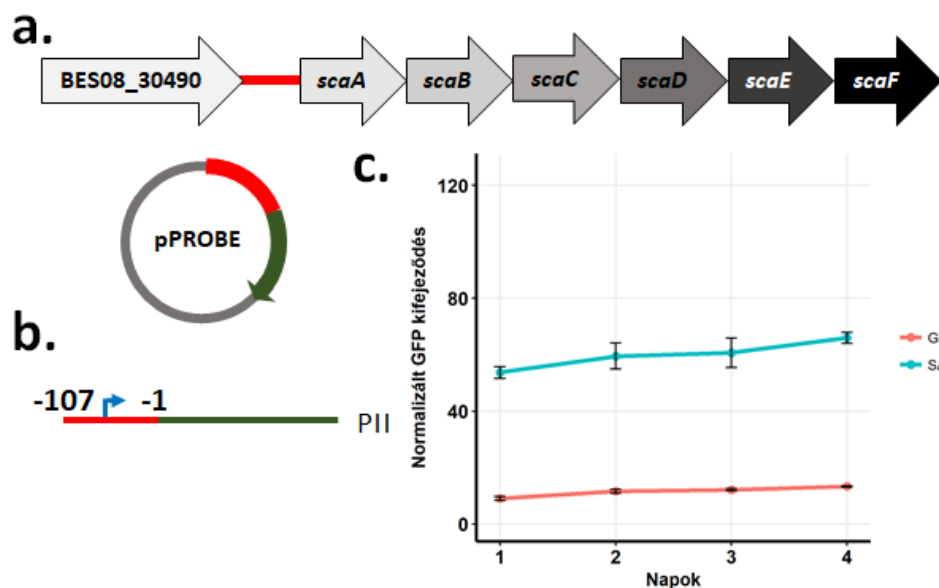 a.
BES08_30490 scaA scaB scaC scaD scaE scaF
pPROBE
b.
-107 -1
PII
c.
Normalizált GFP kifejeződés
120
80
40
0
1 2 3 4
Napok